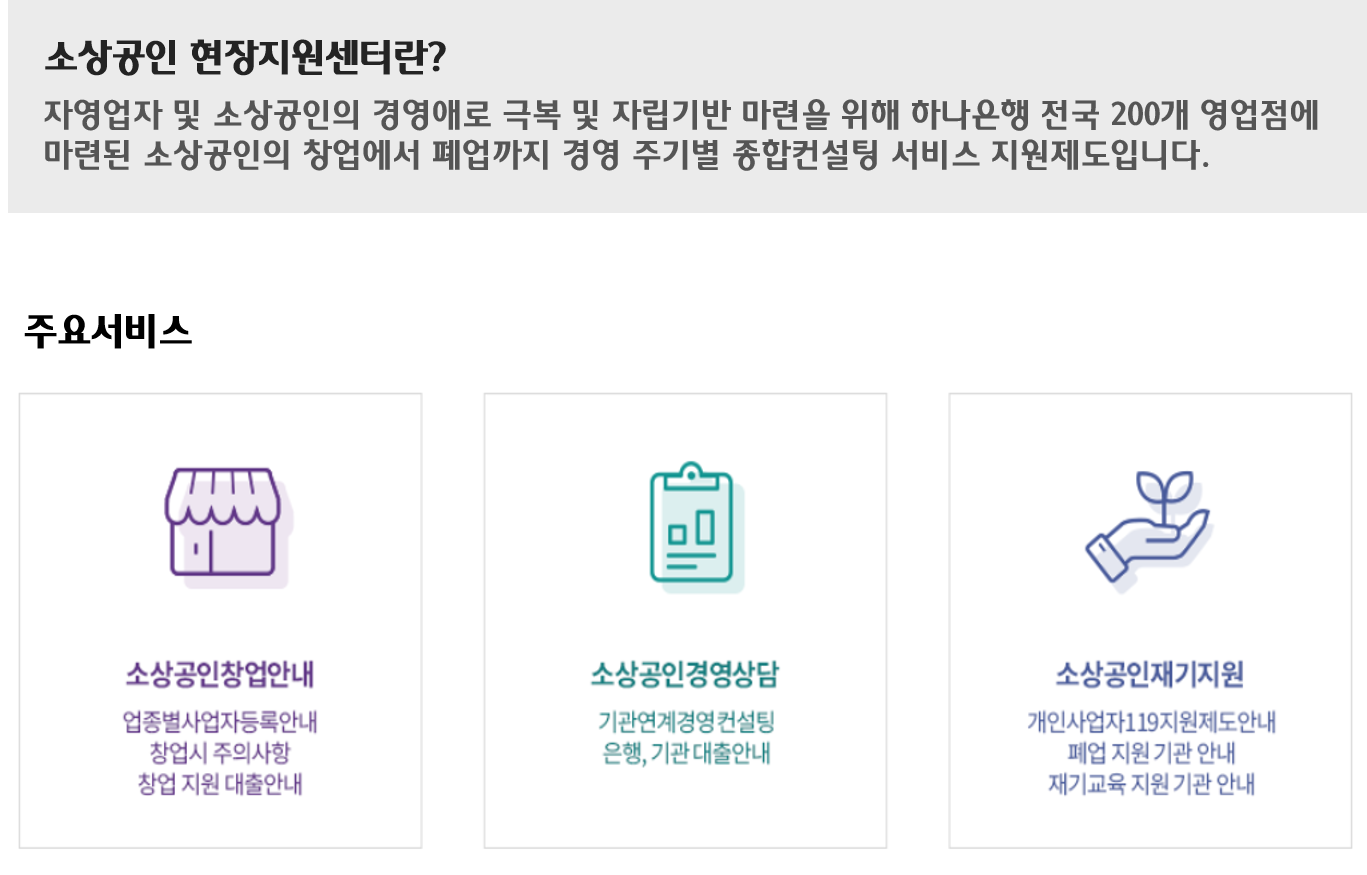 소상공인 현장지원센터란?
자영업자 및 소상공인의 경영애로 극복 및 자립기반 마련을 위해 하나은행 전국 200개 영업점에
마련된 소상공인의 창업에서 폐업까지 경영 주기별 종합컨설팅 서비스 지원제도입니다.
주요서비스
소상공인창업안내
업종별사업자등록안내
창업시 주의사항
창업 지원 대출안내
소상공인경영상담
기관연계경영컨설팅
은행, 기관 대출안내
소상공인재기지원
개인사업자119지원제도안내
폐업 지원 기관 안내
재기교육 지원 기관 안내